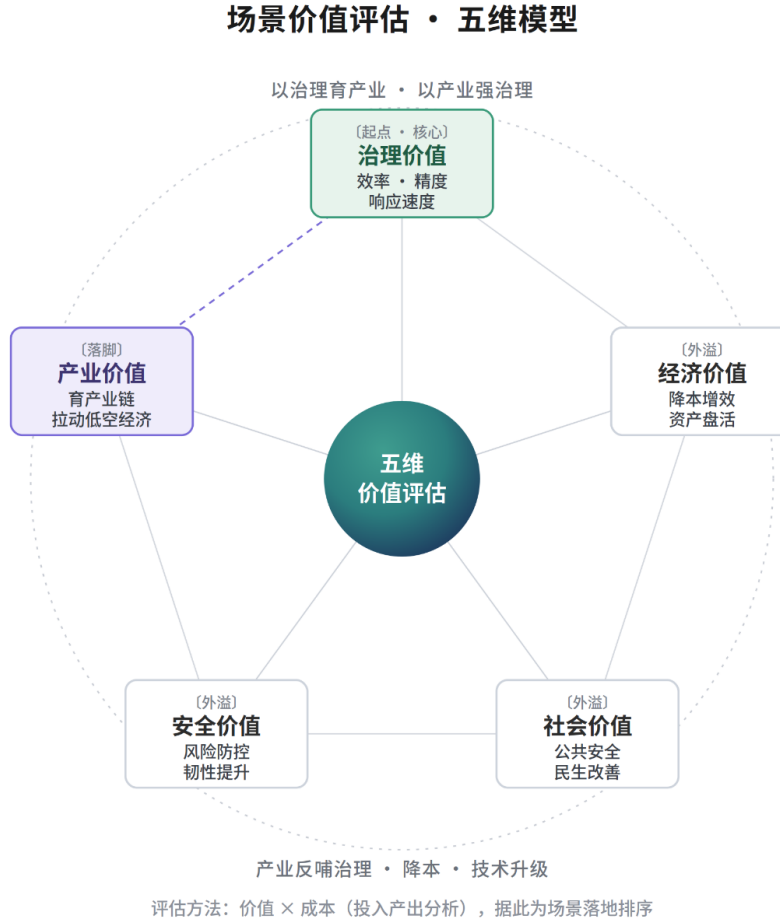 场景价值评估 · 五维模型
以治理育产业 · 以产业强治理
〔起点 · 核心〕
治理价值
效率 · 精度
响应速度
〔落脚〕
产业价值
育产业链
拉动低空经济
〔外溢〕
经济价值
降本增效
资产盘活
五维
价值评估
〔外溢〕
安全价值
风险防控
韧性提升
〔外溢〕
社会价值
公共安全
民生改善
产业反哺治理 · 降本 · 技术升级
评估方法：价值 × 成本（投入产出分析），据此为场景落地排序